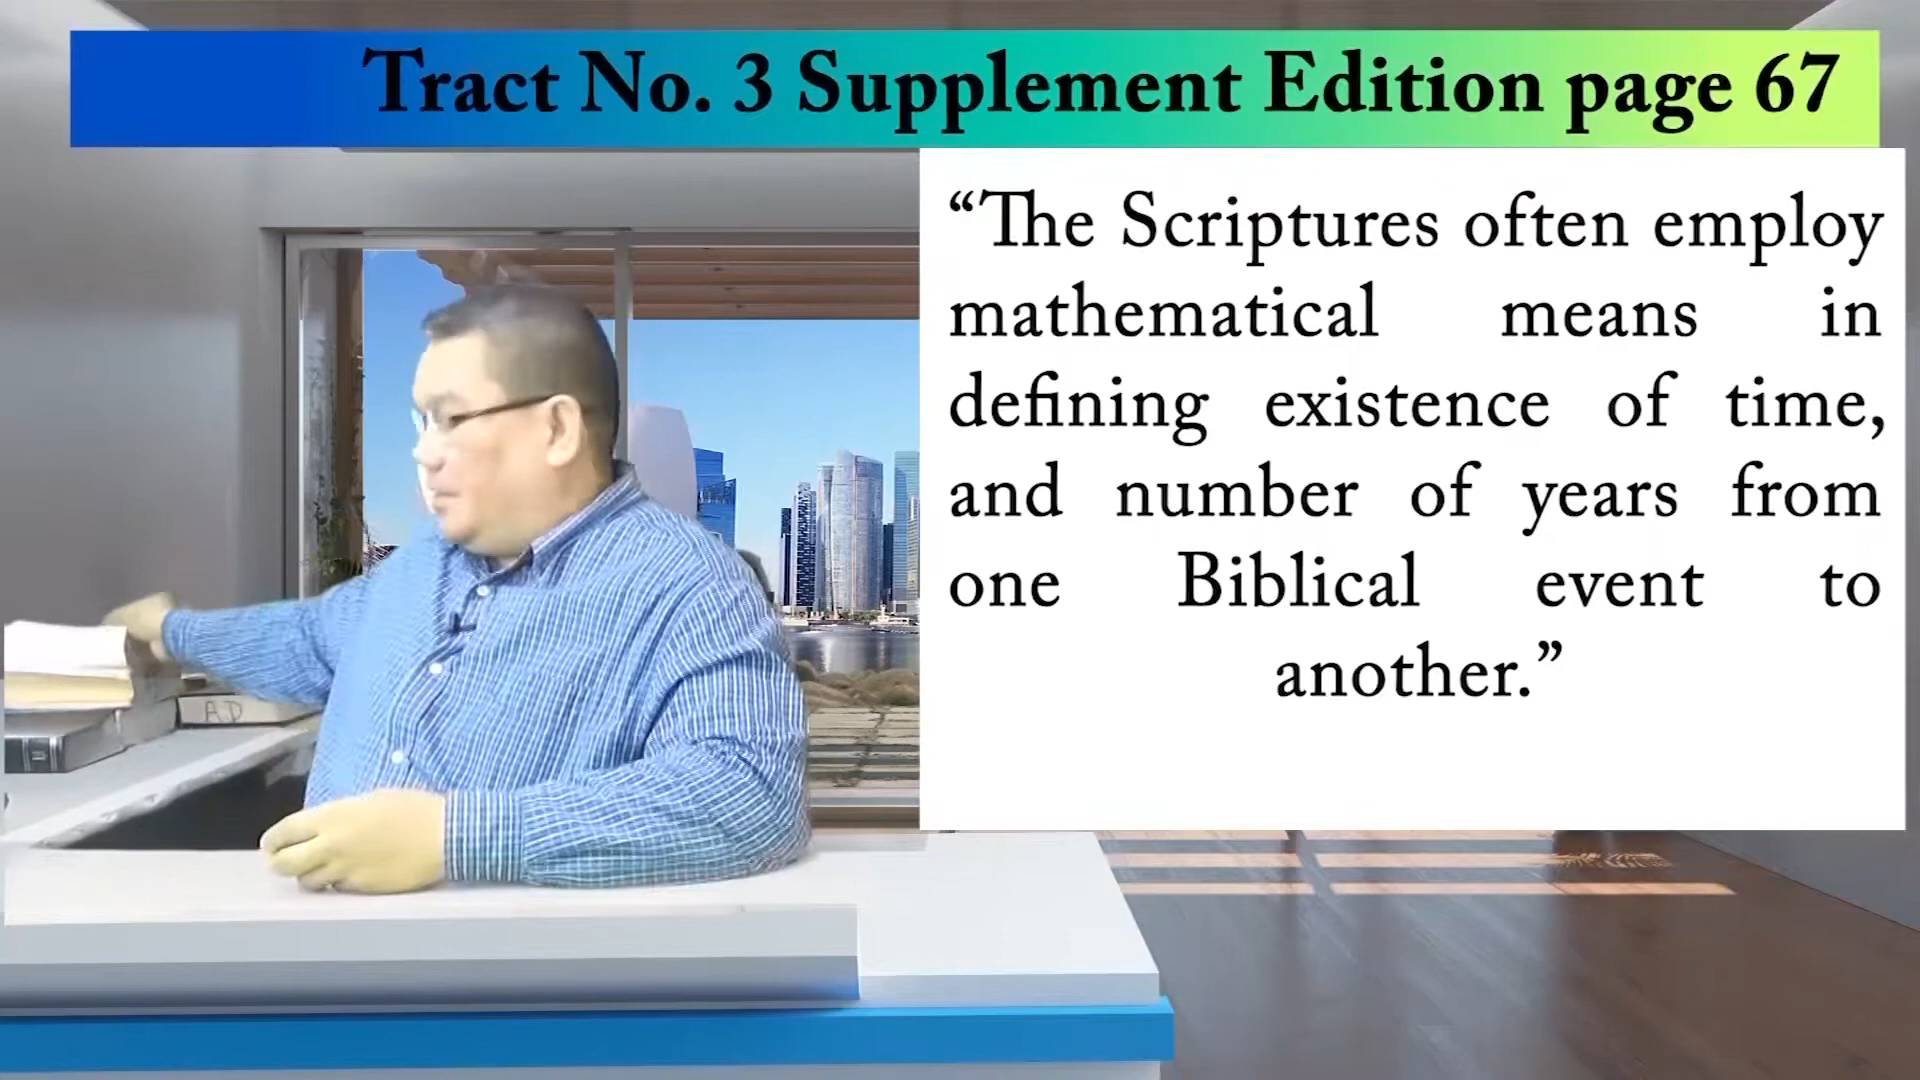 Tract No. 3 Supplement Edition page 67
“The Scriptures often employ
mathematical means in
defining existence of time,
and number of years from
one Biblical event to
another.”
A.D